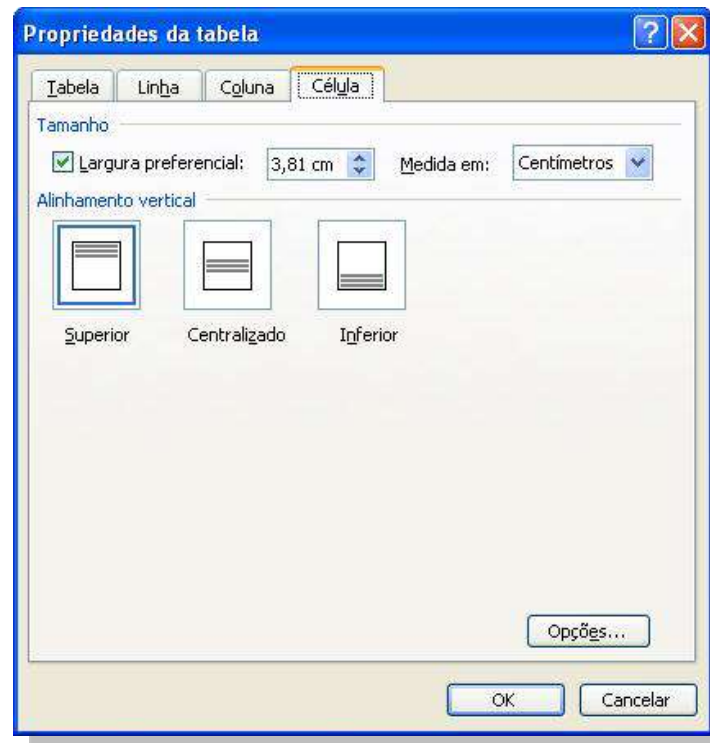 Propriedades da tabela
Tabela Linha Coluna Célula
Tamanho
Largura preferencial: 3,81 cm Medida em: Centímetros
Alinhamento vertical
Superior Centralizado Inferior
Opções...
OK Cancelar